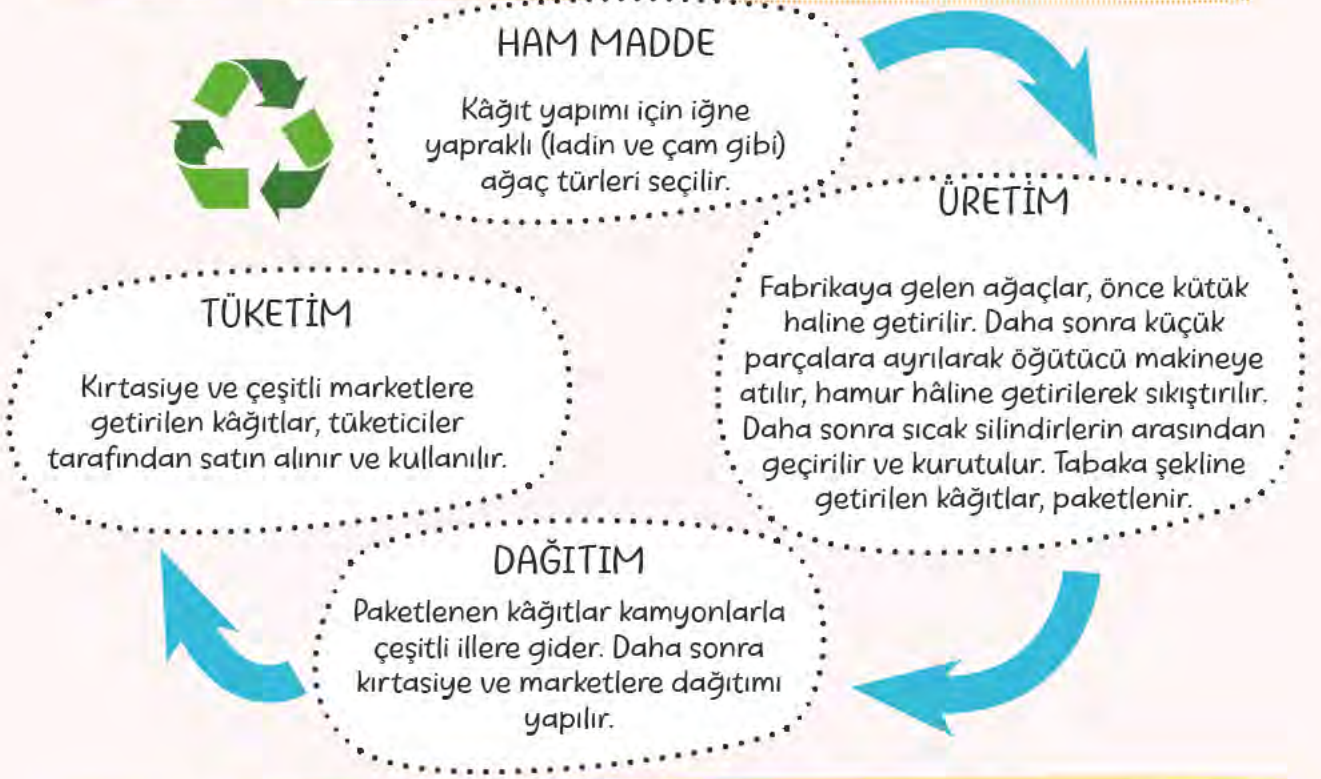 HAM MADDE
Kâğıt yapımı için iğne
yapraklı (ladin ve çam gibi)
ağaç türleri seçilir.
ÜRETİM
Fabrikaya gelen ağaçlar, önce kütük
haline getirilir. Daha sonra küçük
parçalara ayrılarak öğütücü makineye
atılır, hamur hâline getirilerek sıkıştırılır.
Daha sonra sıcak silindirlerin arasından
geçirilir ve kurutulur. Tabaka şekline
getirilen kâğıtlar, paketlenir.
DAĞITIM
Paketlenen kâğıtlar kamyonlarla
çeşitli illere gider. Daha sonra
kırtasiye ve marketlere dağıtımı
yapılır.
TÜKETİM
Kırtasiye ve çeşitli marketlere
getirilen kâğıtlar, tüketiciler
tarafından satın alınır ve kullanılır.